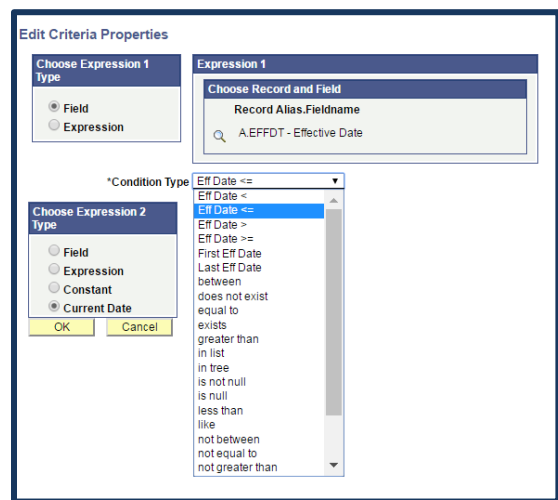 Edit Criteria Properties
Choose Expression 1
Type
Field
Expression
Expression 1
Choose Record and Field
Record Alias.Fieldname
A.EFFDT - Effective Date
*Condition Type Eff Date <=
Eff Date <
Eff Date <=
Eff Date >
Eff Date >=
First Eff Date
Last Eff Date
between
does not exist
equal to
exists
greater than
in list
in tree
is not null
is null
less than
like
not between
not equal to
not greater than
Choose Expression 2
Type
Field
Expression
Constant
Current Date
OK Cancel